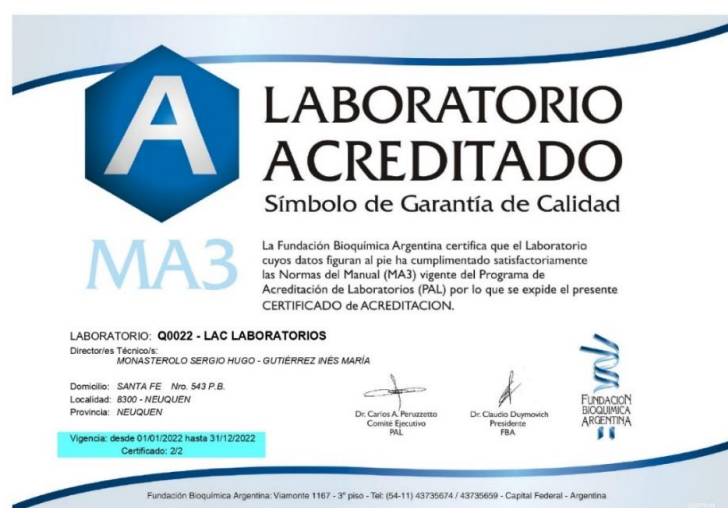 A
LABORATORIO
ACREDITADO
Símbolo de Garantía de Calidad
MA3
La Fundación Bioquímica Argentina certifica que el Laboratorio
cuyos datos figuran al pie ha cumplimentado satisfactoriamente
las Normas del Manual (MA3) vigente del Programa de
Acreditación de Laboratorios (PAL) por lo que se expide el presente
CERTIFICADO de ACREDITACION.
LABORATORIO: Q0022 - LAC LABORATORIOS
Director/es Técnico/s:
MONASTEROLO SERGIO HUGO - GUTIÉRREZ INÉS MARÍA
Domicilio: SANTA FE Nro. 543 P.B.
Localidad: 8300 - NEUQUEN
Provincia: NEUQUEN
Vigencia: desde 01/01/2022 hasta 31/12/2022
Certificado: 2/2
Dr. Carlos A. Peruzzetto
Comité Ejecutivo
PAL
Dr. Claudio Duymovich
Presidente
FBA
FUNDACION
BIOQUIMICA
ARGENTINA
Fundación Bioquímica Argentina: Viamonte 1167 - 3º piso - Tel: (54-11) 43735674 / 43735659 - Capital Federal - Argentina